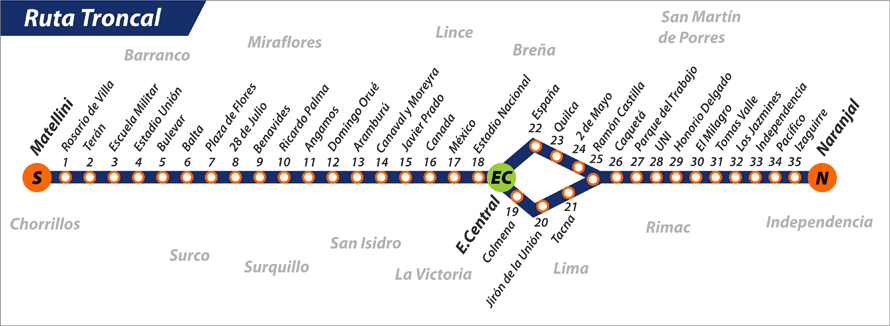 Ruta Troncal
Barranco
Miraflores
Lince
Breña
San Martín
de Porres
Matellini
Rosario de Villa
Terán
Escuela Militar
Estadio Unión
Bulevar
Balta
Plaza de Flores
28 de Julio
Benavides
Ricardo Palma
Angamos
Domingo Orué
Aramburú
Canaval y Moreyra
Javier Prado
Canada
México
Estadio Nacional
España
Quilca
2 de Mayo
Ramón Castilla
Caquetá
Parque del Trabajo
UNI
Honorio Delgado
El Milagro
Tomas Valle
Los Jazmines
Independencia
Pacífico
Izaguirre
Naranjal
22
23
24
25
1 2 3 4 5 6 7 8 9 10 11 12 13 14 15 16 17 18
26 27 28 29 30 31 32 33 34 35
S
EC
N
19
20
21
E.Central
Colmena
Jirón de la Unión
Tacna
Chorrillos
Surco
Surquillo
San Isidro
La Victoria
Lima
Rimac
Independencia